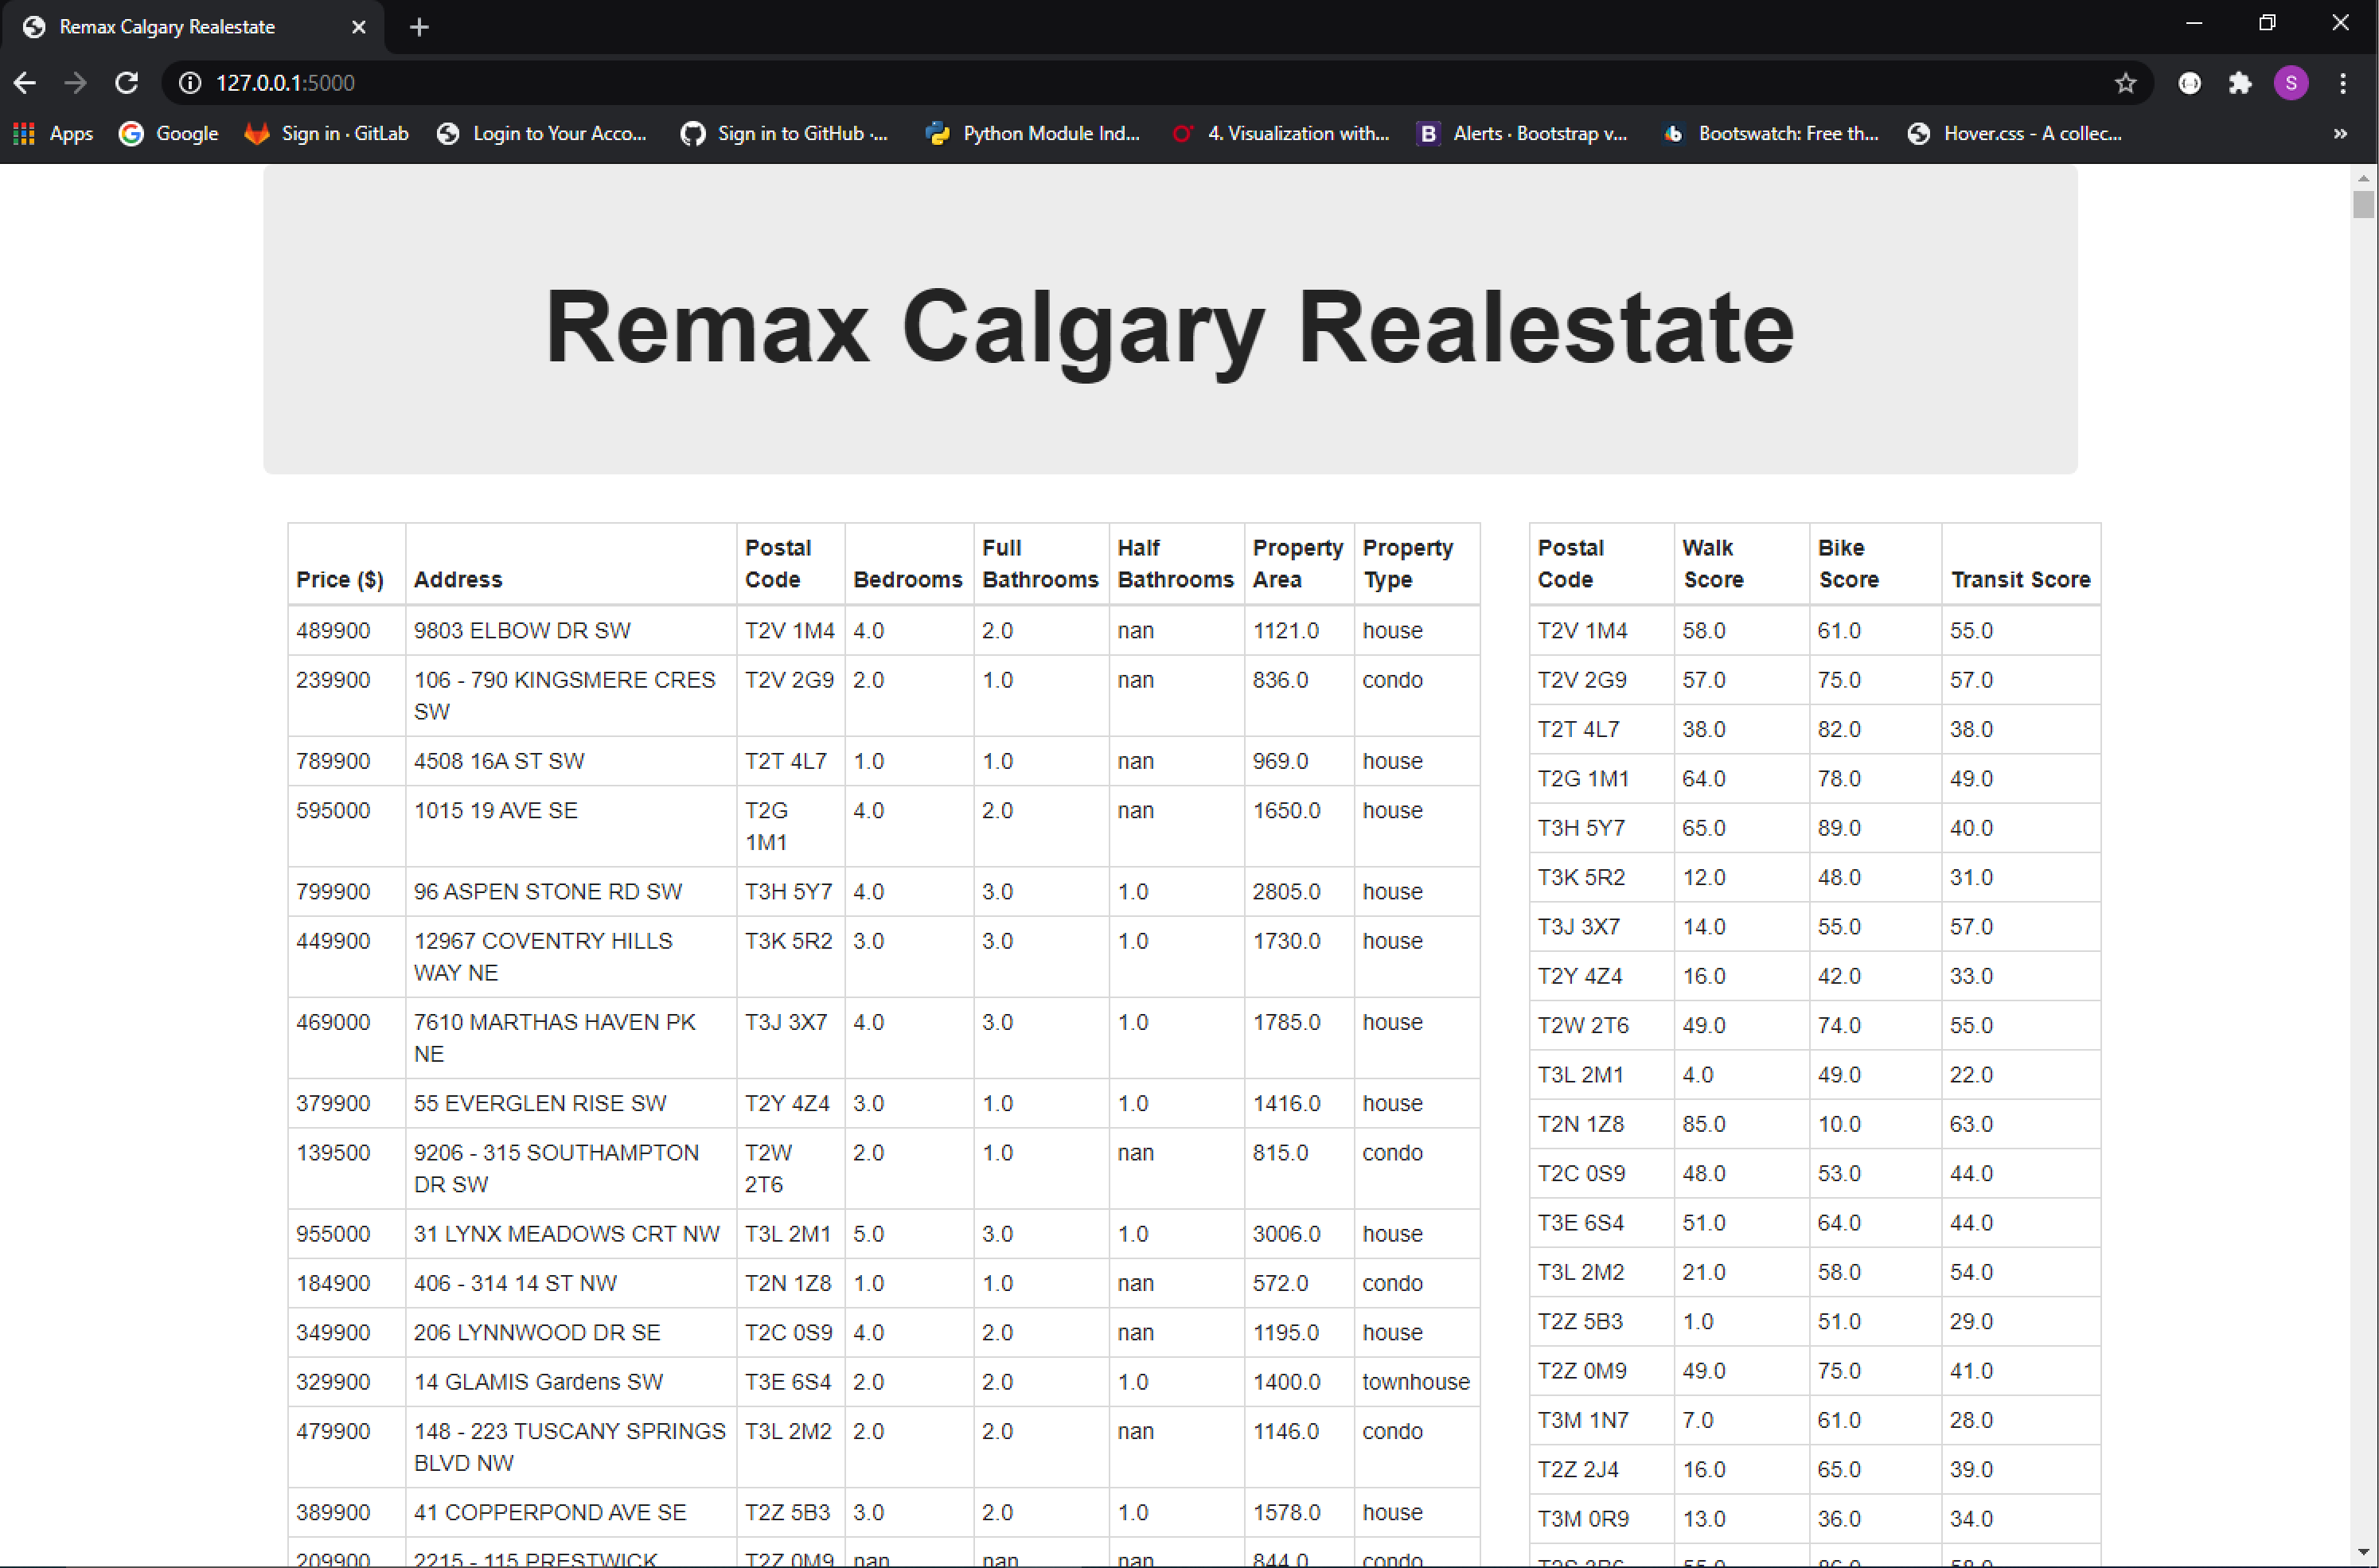 Remax Calgary Realestate
127.0.0.1:5000
S
Apps Google Sign in · GitLab Login to Your Acco... Sign in to GitHub ·... Python Module Ind... 4. Visualization with... B Alerts · Bootstrap v... Bootswatch: Free th... Hover.css - A collec... »
Remax Calgary Realestate
Price ($) Address Postal Code Bedrooms Full Bathrooms Half Bathrooms Property Area Property Type
489900 9803 ELBOW DR SW T2V 1M4 4.0 2.0 nan 1121.0 house
239900 106 - 790 KINGSMERE CRES SW T2V 2G9 2.0 1.0 nan 836.0 condo
789900 4508 16A ST SW T2T 4L7 1.0 1.0 nan 969.0 house
595000 1015 19 AVE SE T2G 1M1 4.0 2.0 nan 1650.0 house
799900 96 ASPEN STONE RD SW T3H 5Y7 4.0 3.0 1.0 2805.0 house
449900 12967 COVENTRY HILLS WAY NE T3K 5R2 3.0 3.0 1.0 1730.0 house
469000 7610 MARTHAS HAVEN PK NE T3J 3X7 4.0 3.0 1.0 1785.0 house
379900 55 EVERGLEN RISE SW T2Y 4Z4 3.0 1.0 1.0 1416.0 house
139500 9206 - 315 SOUTHAMPTON DR SW T2W 2T6 2.0 1.0 nan 815.0 condo
955000 31 LYNX MEADOWS CRT NW T3L 2M1 5.0 3.0 1.0 3006.0 house
184900 406 - 314 14 ST NW T2N 1Z8 1.0 1.0 nan 572.0 condo
349900 206 LYNNWOOD DR SE T2C 0S9 4.0 2.0 nan 1195.0 house
329900 14 GLAMIS Gardens SW T3E 6S4 2.0 2.0 1.0 1400.0 townhouse
479900 148 - 223 TUSCANY SPRINGS BLVD NW T3L 2M2 2.0 2.0 nan 1146.0 condo
389900 41 COPPERPOND AVE SE T2Z 5B3 3.0 2.0 1.0 1578.0 house
209900 2215 - 115 PRESTWICK T2Z 0M9 nan nan nan 844.0 condo
Postal Code Walk Score Bike Score Transit Score
T2V 1M4 58.0 61.0 55.0
T2V 2G9 57.0 75.0 57.0
T2T 4L7 38.0 82.0 38.0
T2G 1M1 64.0 78.0 49.0
T3H 5Y7 65.0 89.0 40.0
T3K 5R2 12.0 48.0 31.0
T3J 3X7 14.0 55.0 57.0
T2Y 4Z4 16.0 42.0 33.0
T2W 2T6 49.0 74.0 55.0
T3L 2M1 4.0 49.0 22.0
T2N 1Z8 85.0 10.0 63.0
T2C 0S9 48.0 53.0 44.0
T3E 6S4 51.0 64.0 44.0
T3L 2M2 21.0 58.0 54.0
T2Z 5B3 1.0 51.0 29.0
T2Z 0M9 49.0 75.0 41.0
T3M 1N7 7.0 61.0 28.0
T2Z 2J4 16.0 65.0 39.0
T3M 0R9 13.0 36.0 34.0